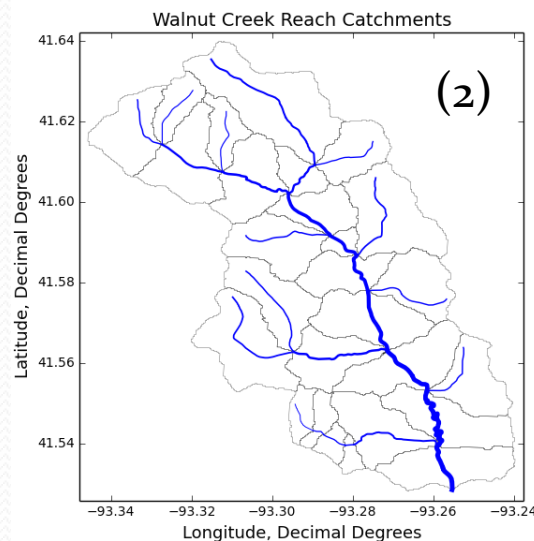 Walnut Creek Reach Catchments
(2)
Latitude, Decimal Degrees
41.64
41.62
41.60
41.58
41.56
41.54
−93.34 −93.32 −93.30 −93.28 −93.26 −93.24
Longitude, Decimal Degrees